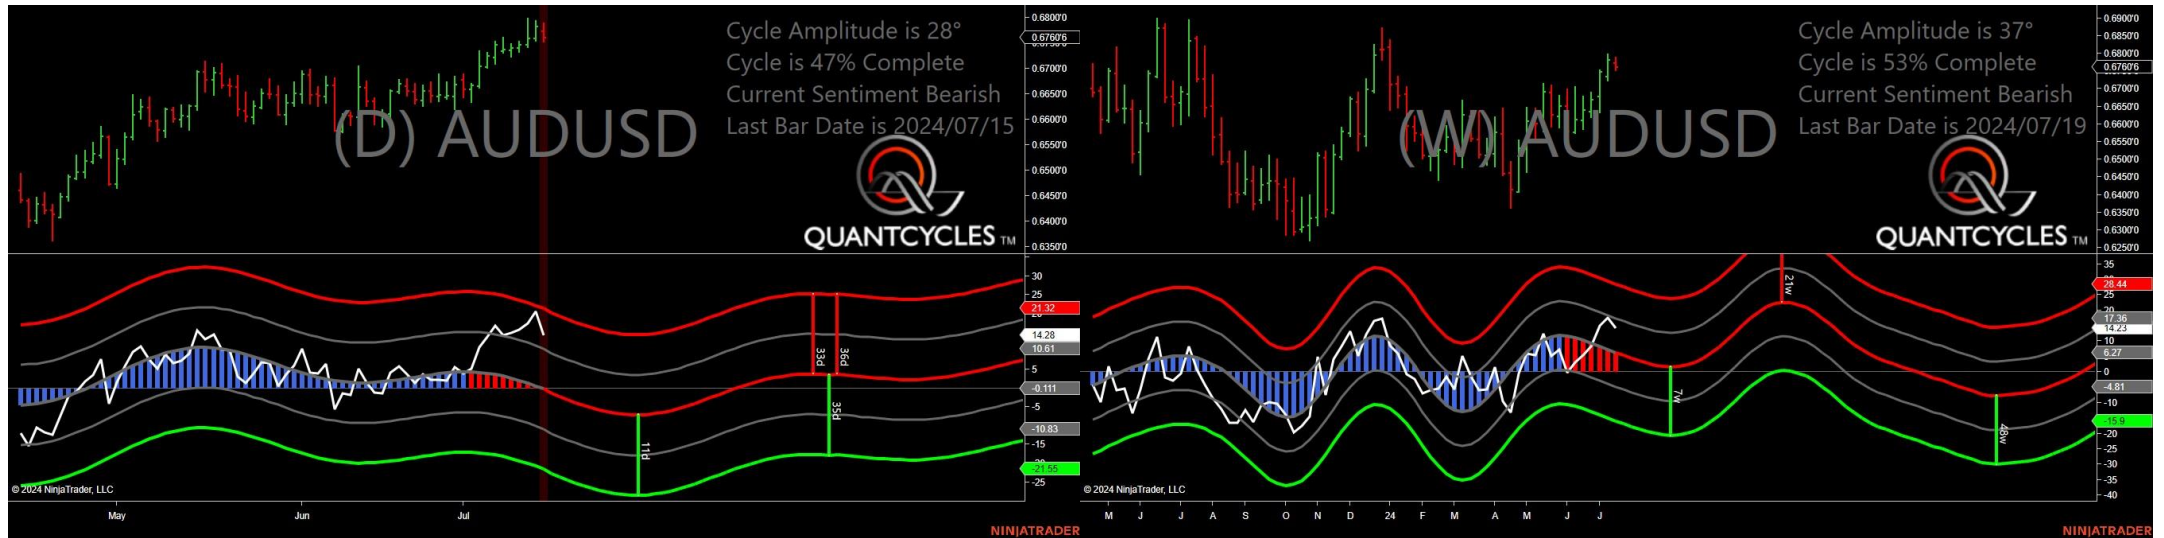 Cycle Amplitude is 28°
Cycle is 47% Complete
Current Sentiment Bearish
Last Bar Date is 2024/07/15
(D) AUDUSD
QUANTCYCLES TM
0.6800'0
0.6760'6
0.6700'0
0.6650'0
0.6600'0
0.6550'0
0.6500'0
0.6450'0
0.6400'0
0.6350'0
30
25
21.32
14.28
10.61
5
-0.111
-5
-10.83
-15
-21.55
-25
33d
36d
35d
11d
© 2024 NinjaTrader, LLC
May
Jun
Jul
NINJATRADER
Cycle Amplitude is 37°
Cycle is 53% Complete
Current Sentiment Bearish
Last Bar Date is 2024/07/19
(W) AUDUSD
QUANTCYCLES TM
0.6900'0
0.6850'0
0.6800'0
0.6760'6
0.6700'0
0.6650'0
0.6600'0
0.6550'0
0.6500'0
0.6450'0
0.6400'0
0.6350'0
0.6300'0
0.6250'0
35
28.44
25
17.36
14.23
10
6.27
0
-4.81
-10
-15.9
-20
-25
-30
-35
-40
21w
7w
48w
© 2024 NinjaTrader, LLC
M J J A S O N D 24 F M A M J J
NINJATRADER